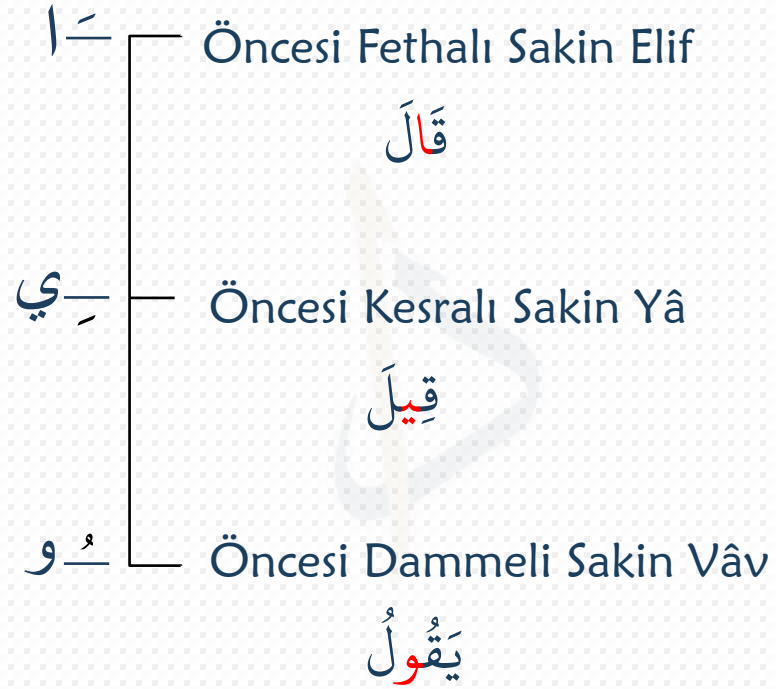 ـَا
Öncesi Fethalı Sakin Elif
قَالَ
ـِي
Öncesi Kesralı Sakin Yâ
قِيلَ
ـُو
Öncesi Dammeli Sakin Vâv
يَقُولُ